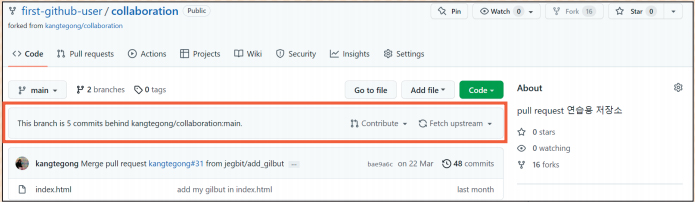 first-github-user / collaboration Public
Pin Watch 0 Fork 16 Star 0
forked from kangtegong/collaboration
Code Pull requests Actions Projects Wiki Security Insights Settings
main 2 branches 0 tags Go to file Add file Code
About
This branch is 5 commits behind kangtegong/collaboration:main. Contribute Fetch upstream
pull request 연습용 저장소
0 stars
0 watching
16 forks
kangtegong Merge pull request kangtegong#31 from jegbit/add_gilbut ... bae9a6c on 22 Mar 48 commits
index.html add my gilbut in index.html last month